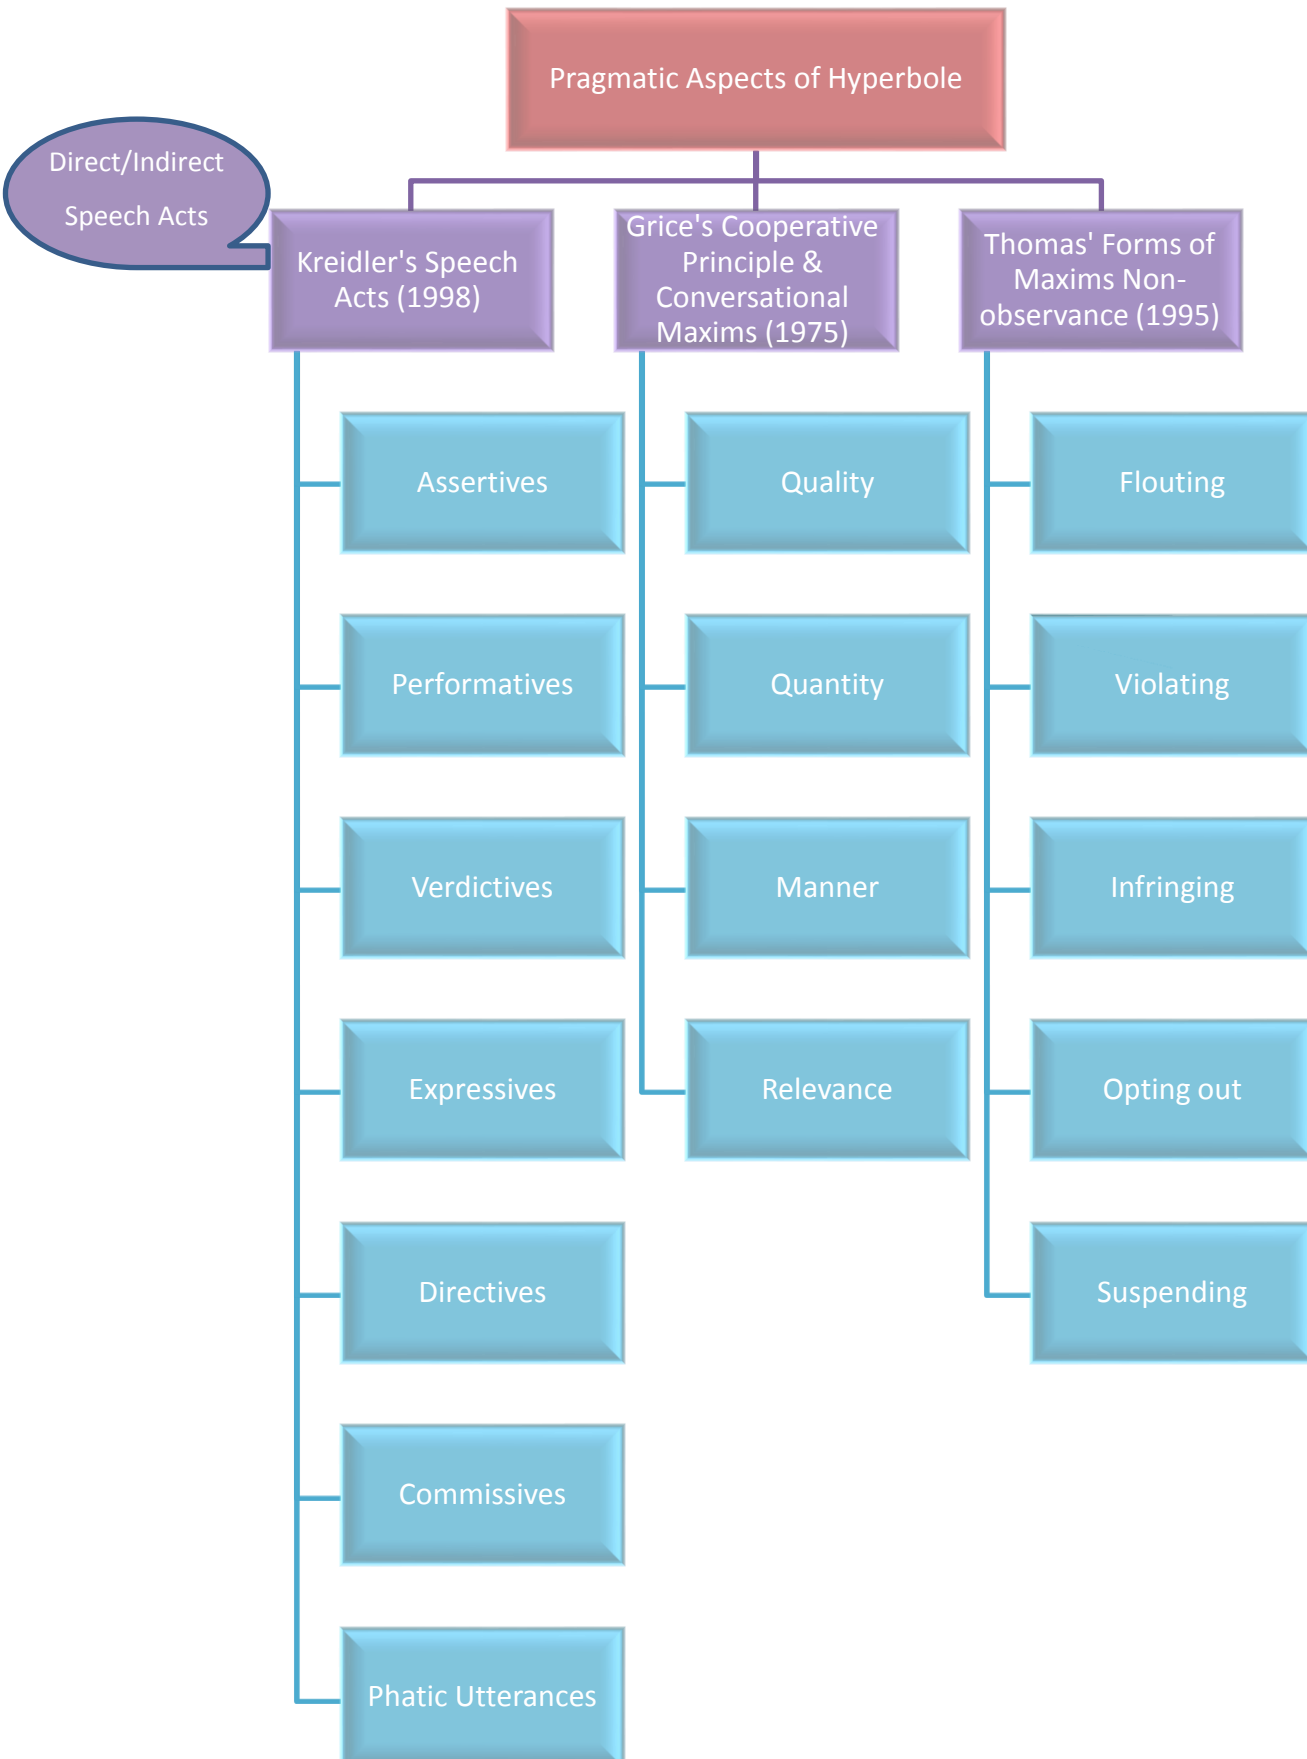 Pragmatic Aspects of Hyperbole
Direct/Indirect
Speech Acts
Kreidler's Speech
Acts (1998)
Grice's Cooperative
Principle &
Conversational
Maxims (1975)
Thomas' Forms of
Maxims Non-
observance (1995)
Assertives
Performatives
Verdictives
Expressives
Directives
Commissives
Phatic Utterances
Quality
Quantity
Manner
Relevance
Flouting
Violating
Infringing
Opting out
Suspending